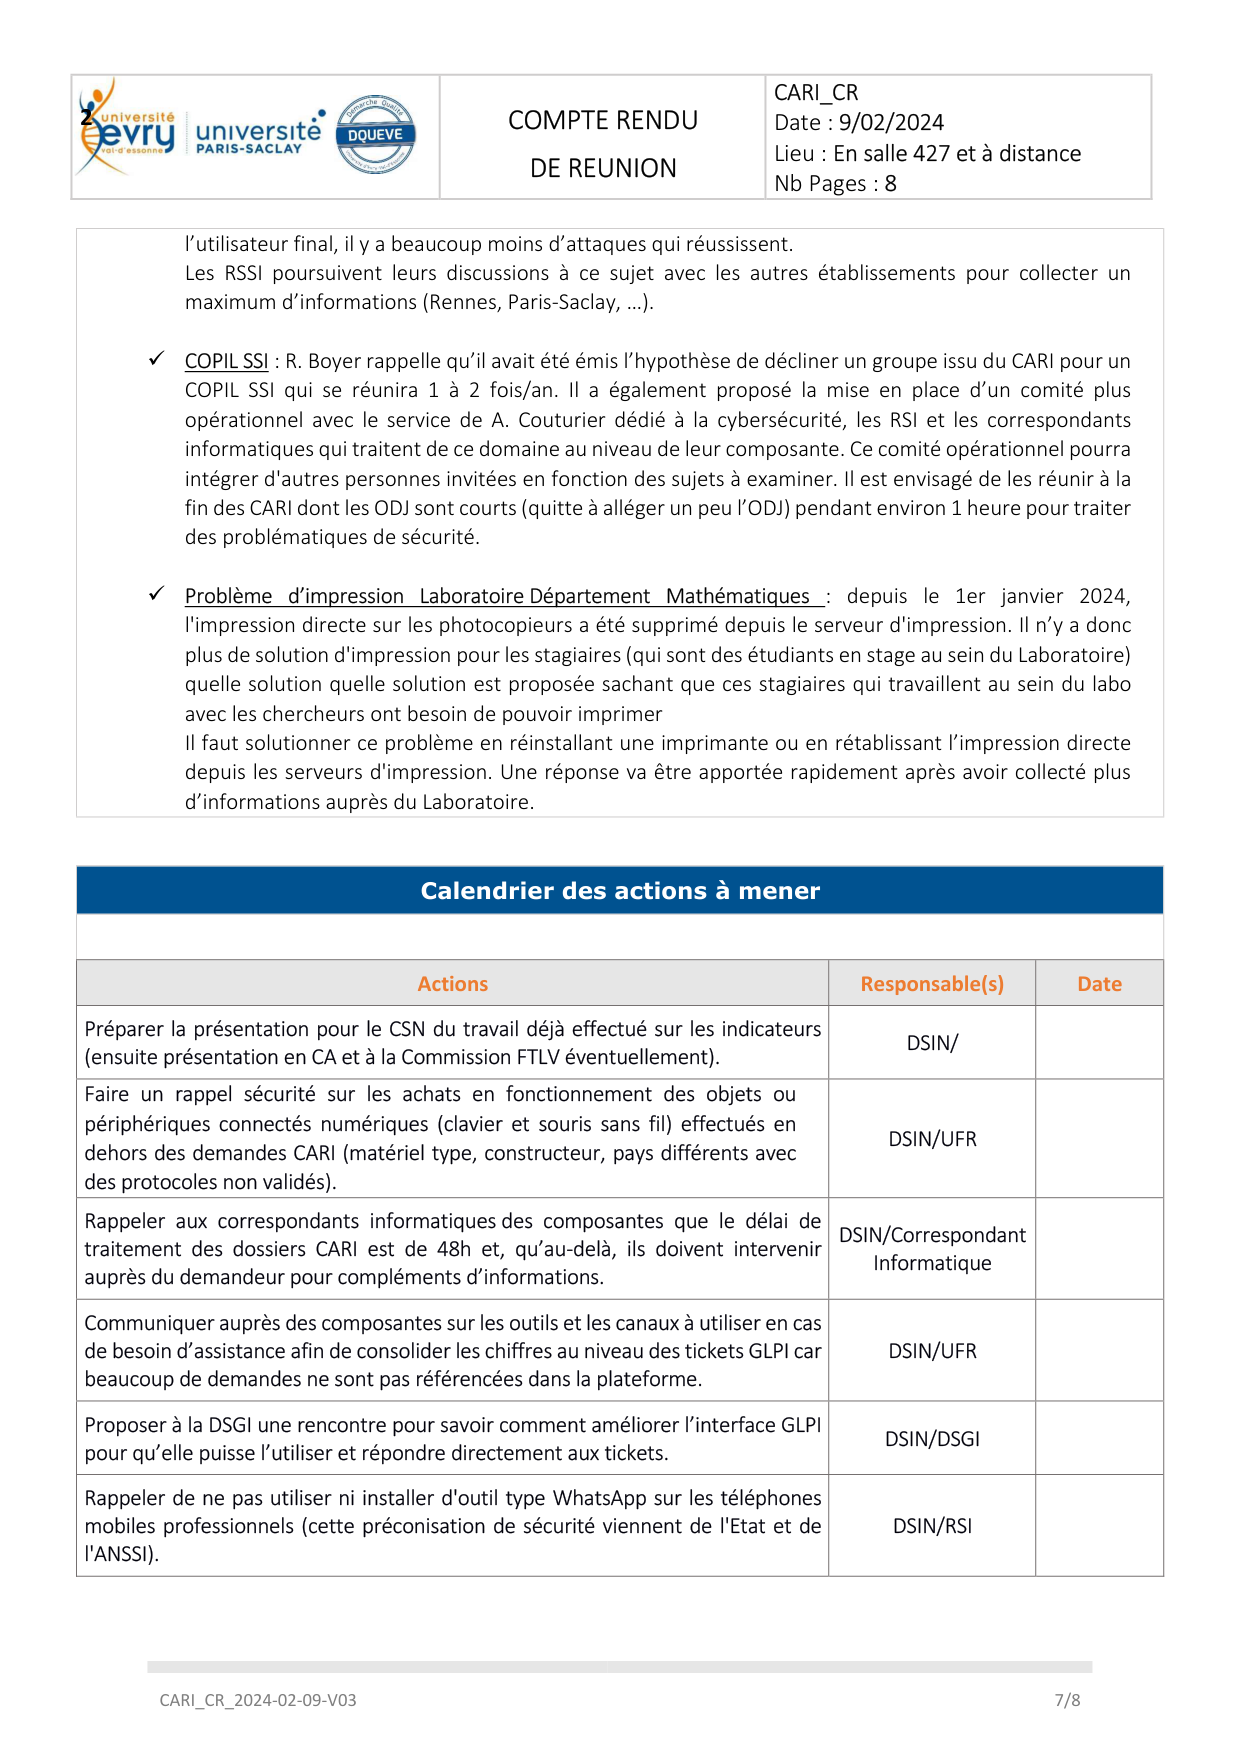 2
université
evry
val-d'essonne
université
PARIS-SACLAY
Démarche Qualité
DQUEVE
COMPTE RENDU
DE REUNION
CARI_CR
Date : 9/02/2024
Lieu : En salle 427 et à distance
Nb Pages : 8
l’utilisateur final, il y a beaucoup moins d’attaques qui réussissent.
Les RSSI poursuivent leurs discussions à ce sujet avec les autres établissements pour collecter un
maximum d’informations (Rennes, Paris-Saclay, …).
✓ COPIL SSI : R. Boyer rappelle qu’il avait été émis l’hypothèse de décliner un groupe issu du CARI pour un
COPIL SSI qui se réunira 1 à 2 fois/an. Il a également proposé la mise en place d’un comité plus
opérationnel avec le service de A. Couturier dédié à la cybersécurité, les RSI et les correspondants
informatiques qui traitent de ce domaine au niveau de leur composante. Ce comité opérationnel pourra
intégrer d'autres personnes invitées en fonction des sujets à examiner. Il est envisagé de les réunir à la
fin des CARI dont les ODJ sont courts (quitte à alléger un peu l’ODJ) pendant environ 1 heure pour traiter
des problématiques de sécurité.
✓ Problème d’impression Laboratoire Département Mathématiques : depuis le 1er janvier 2024,
l'impression directe sur les photocopieurs a été supprimé depuis le serveur d'impression. Il n’y a donc
plus de solution d'impression pour les stagiaires (qui sont des étudiants en stage au sein du Laboratoire)
quelle solution quelle solution est proposée sachant que ces stagiaires qui travaillent au sein du labo
avec les chercheurs ont besoin de pouvoir imprimer
Il faut solutionner ce problème en réinstallant une imprimante ou en rétablissant l’impression directe
depuis les serveurs d'impression. Une réponse va être apportée rapidement après avoir collecté plus
d’informations auprès du Laboratoire.
Calendrier des actions à mener
Actions Responsable(s) Date
Préparer la présentation pour le CSN du travail déjà effectué sur les indicateurs
(ensuite présentation en CA et à la Commission FTLV éventuellement).
DSIN/
Faire un rappel sécurité sur les achats en fonctionnement des objets ou
périphériques connectés numériques (clavier et souris sans fil) effectués en
dehors des demandes CARI (matériel type, constructeur, pays différents avec
des protocoles non validés).
DSIN/UFR
Rappeler aux correspondants informatiques des composantes que le délai de
traitement des dossiers CARI est de 48h et, qu’au-delà, ils doivent intervenir
auprès du demandeur pour compléments d’informations.
DSIN/Correspondant
Informatique
Communiquer auprès des composantes sur les outils et les canaux à utiliser en cas
de besoin d’assistance afin de consolider les chiffres au niveau des tickets GLPI car
beaucoup de demandes ne sont pas référencées dans la plateforme.
DSIN/UFR
Proposer à la DSGI une rencontre pour savoir comment améliorer l’interface GLPI
pour qu’elle puisse l’utiliser et répondre directement aux tickets.
DSIN/DSGI
Rappeler de ne pas utiliser ni installer d'outil type WhatsApp sur les téléphones
mobiles professionnels (cette préconisation de sécurité viennent de l'Etat et de
l'ANSSI).
DSIN/RSI
CARI_CR_2024-02-09-V03
7/8